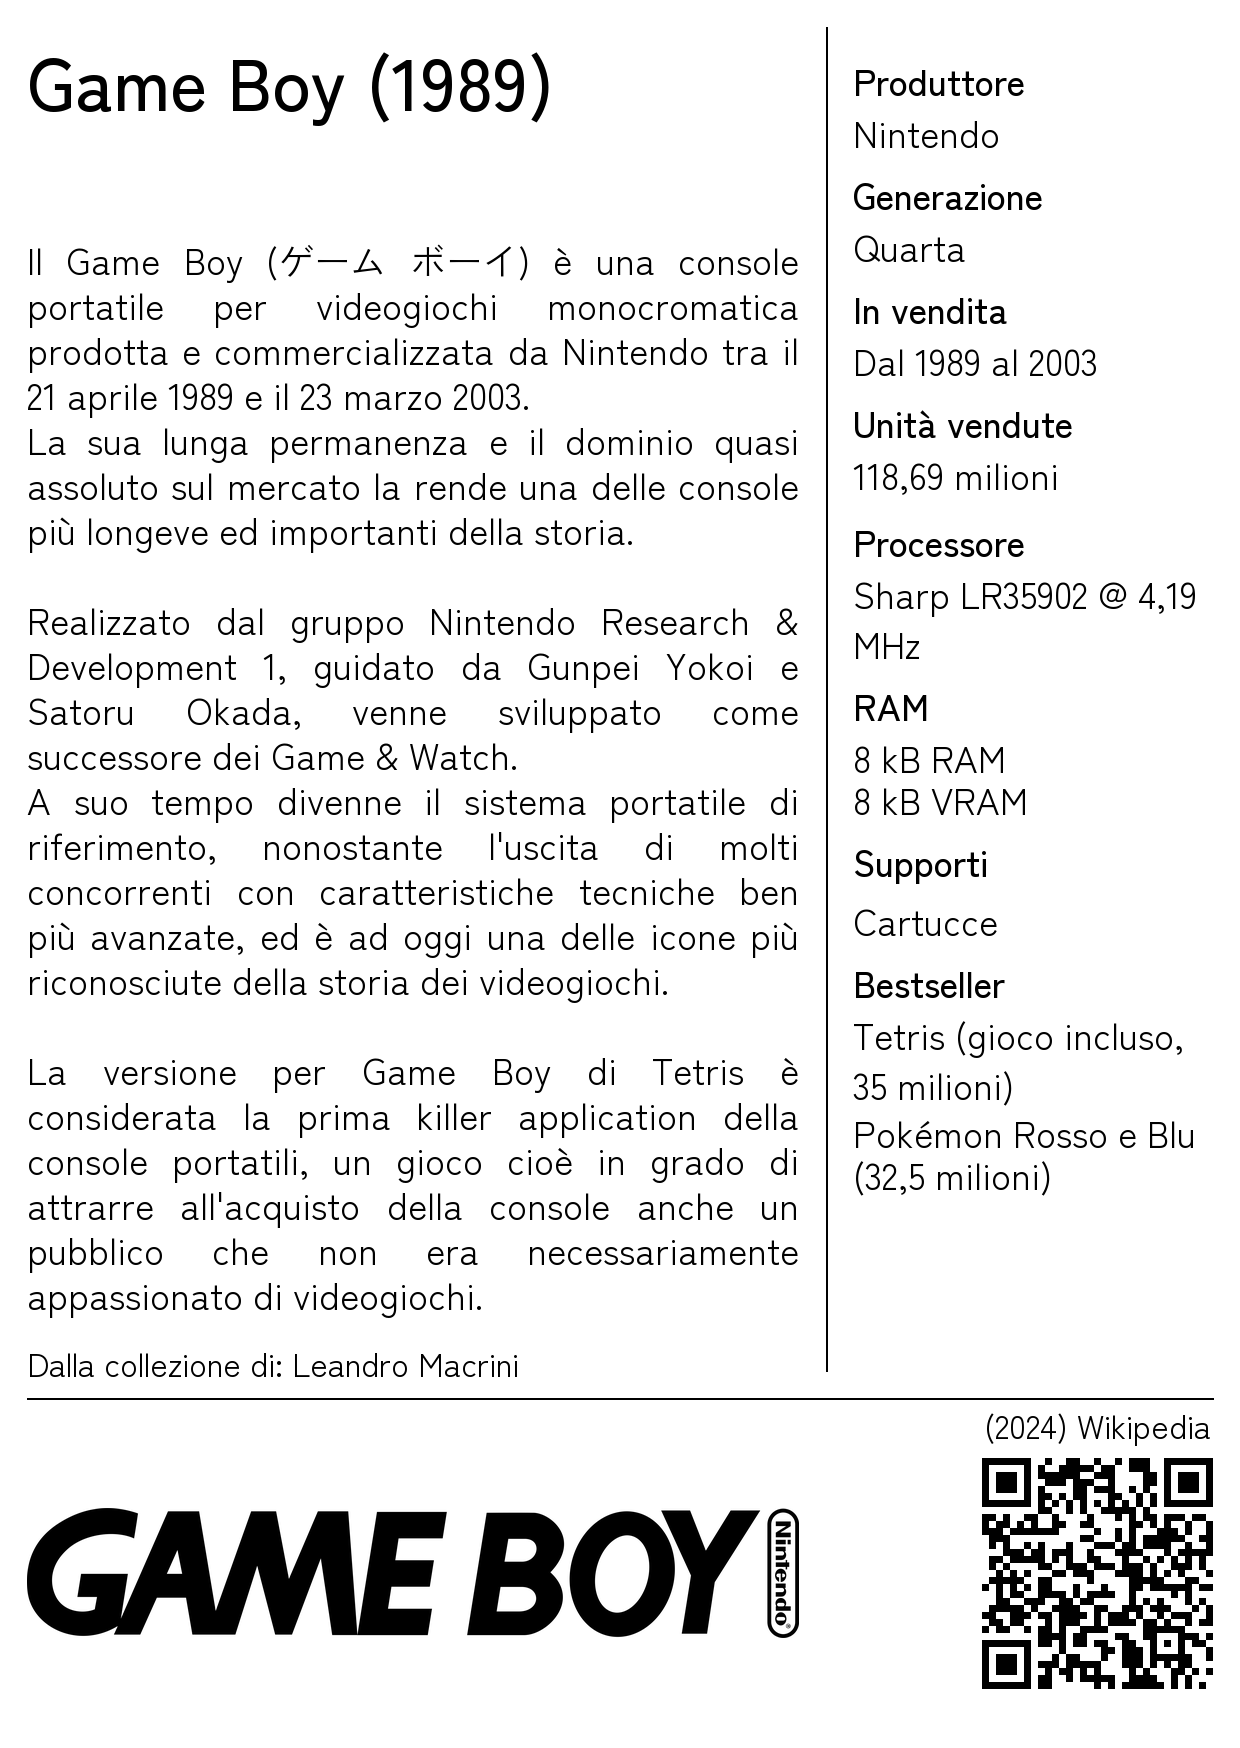 Game Boy (1989)
Il Game Boy (ゲーム ボーイ) è una console
portatile per videogiochi monocromatica
prodotta e commercializzata da Nintendo tra il
21 aprile 1989 e il 23 marzo 2003.
La sua lunga permanenza e il dominio quasi
assoluto sul mercato la rende una delle console
più longeve ed importanti della storia.
Realizzato dal gruppo Nintendo Research &
Development 1, guidato da Gunpei Yokoi e
Satoru Okada, venne sviluppato come
successore dei Game & Watch.
A suo tempo divenne il sistema portatile di
riferimento, nonostante l'uscita di molti
concorrenti con caratteristiche tecniche ben
più avanzate, ed è ad oggi una delle icone più
riconosciute della storia dei videogiochi.
La versione per Game Boy di Tetris è
considerata la prima killer application della
console portatili, un gioco cioè in grado di
attrarre all'acquisto della console anche un
pubblico che non era necessariamente
appassionato di videogiochi.
Dalla collezione di: Leandro Macrini
Produttore
Nintendo
Generazione
Quarta
In vendita
Dal 1989 al 2003
Unità vendute
118,69 milioni
Processore
Sharp LR35902 @ 4,19
MHz
RAM
8 kB RAM
8 kB VRAM
Supporti
Cartucce
Bestseller
Tetris (gioco incluso,
35 milioni)
Pokémon Rosso e Blu
(32,5 milioni)
(2024) Wikipedia
GAME BOY
Nintendo®